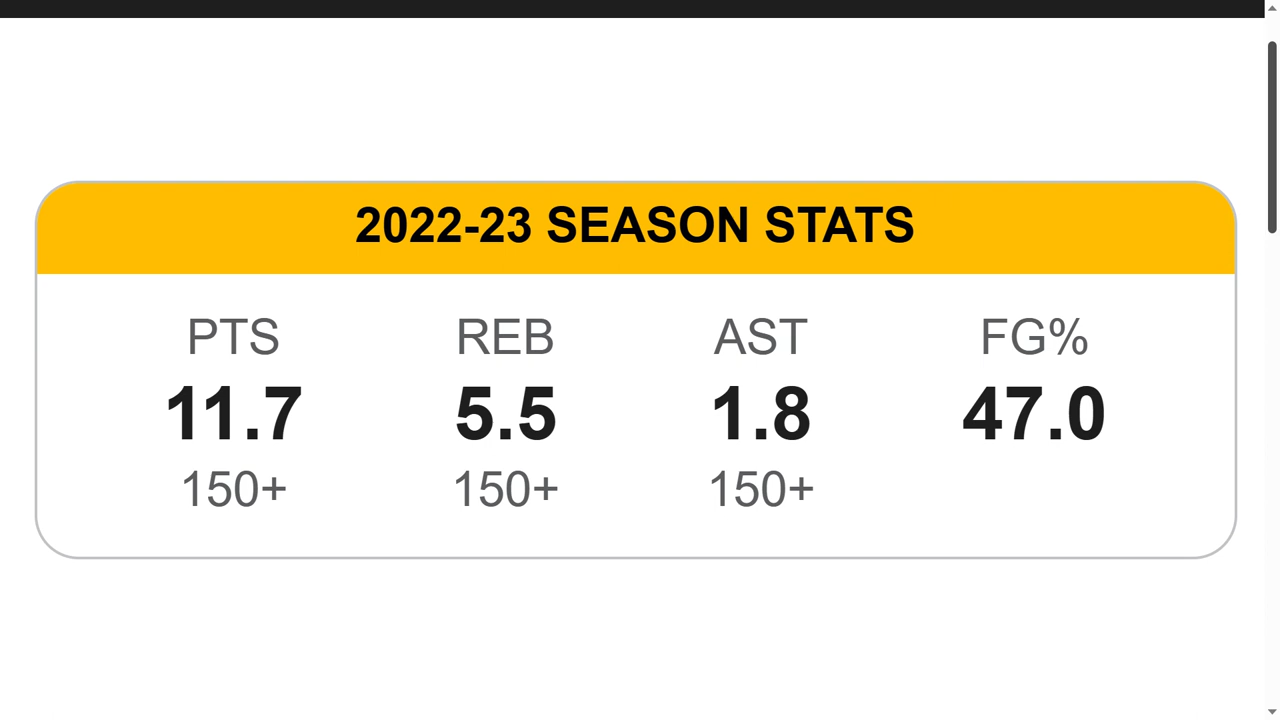 2022-23 SEASON STATS
PTS REB AST FG%
11.7 5.5 1.8 47.0
150+ 150+ 150+